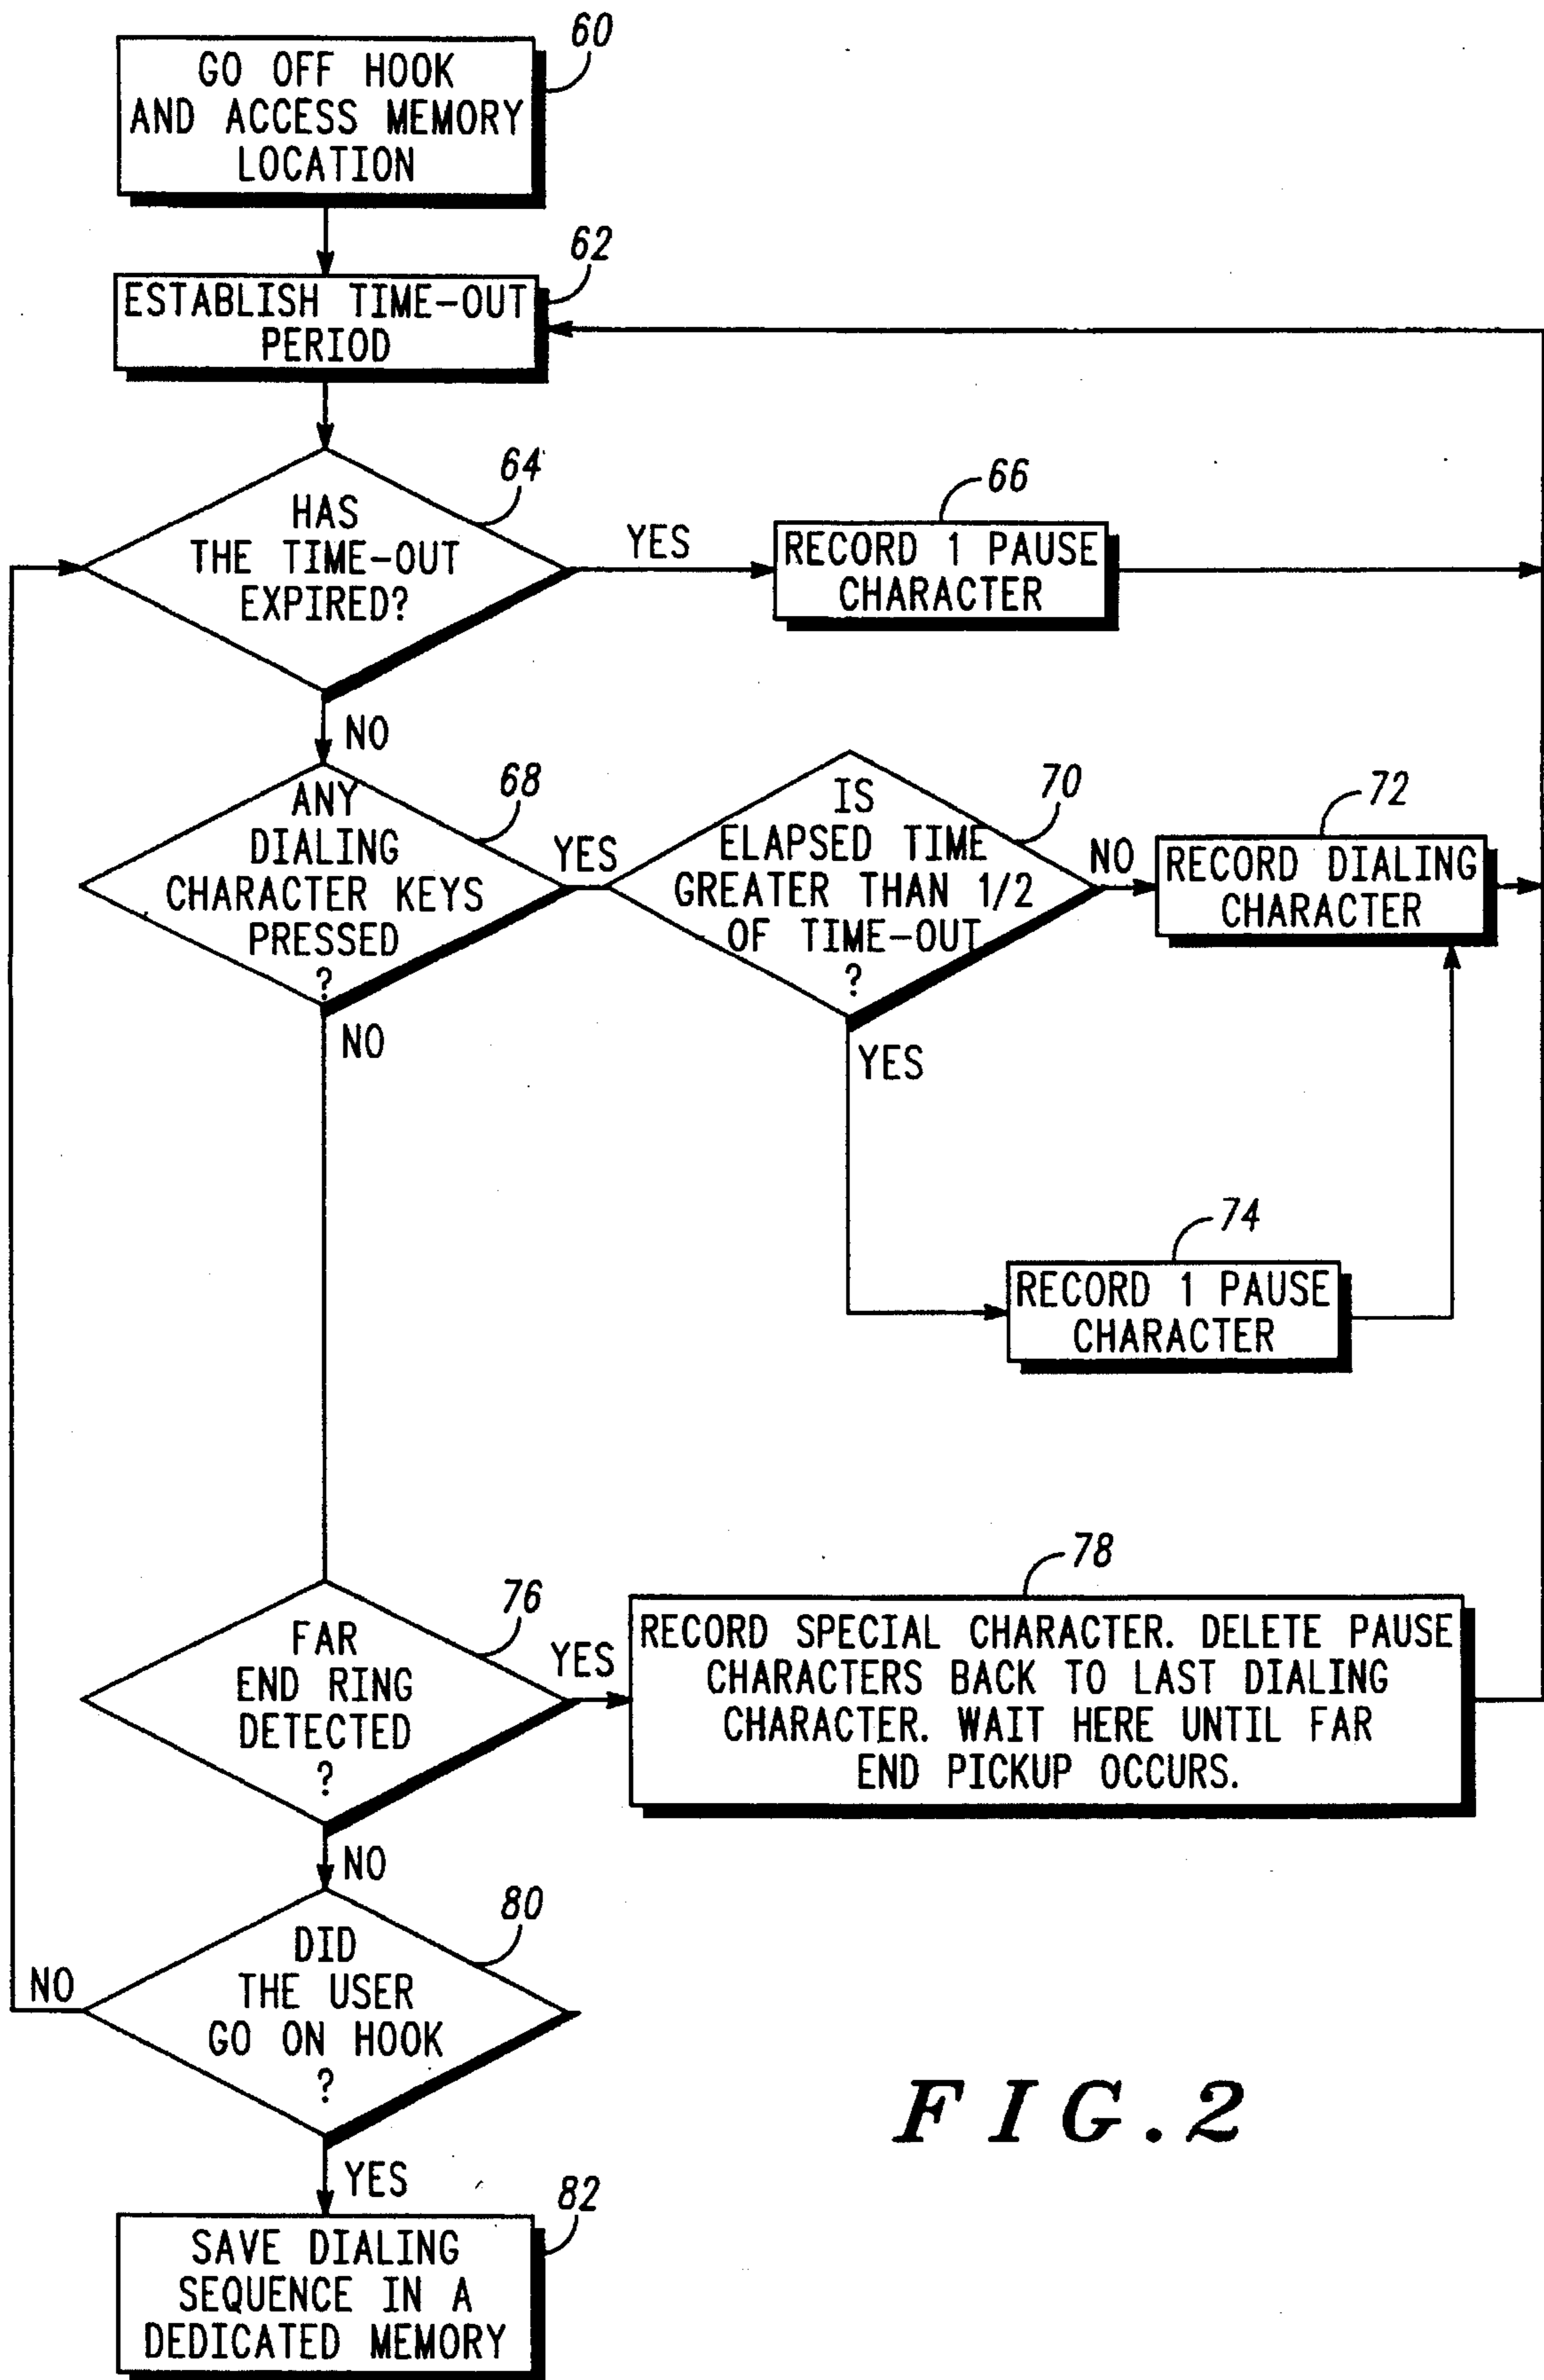 60
GO OFF HOOK
AND ACCESS MEMORY
LOCATION
62
ESTABLISH TIME-OUT
PERIOD
64
HAS
THE TIME-OUT
EXPIRED?
YES
66
RECORD 1 PAUSE
CHARACTER
NO
68
ANY
DIALING
CHARACTER KEYS
PRESSED
?
YES
70
IS
ELAPSED TIME
GREATER THAN 1/2
OF TIME-OUT
?
NO
72
RECORD DIALING
CHARACTER
NO
YES
74
RECORD 1 PAUSE
CHARACTER
76
FAR
END RING
DETECTED
?
YES
78
RECORD SPECIAL CHARACTER. DELETE PAUSE
CHARACTERS BACK TO LAST DIALING
CHARACTER. WAIT HERE UNTIL FAR
END PICKUP OCCURS.
NO
80
DID
THE USER
GO ON HOOK
?
NO
YES
82
SAVE DIALING
SEQUENCE IN A
DEDICATED MEMORY
FIG.2